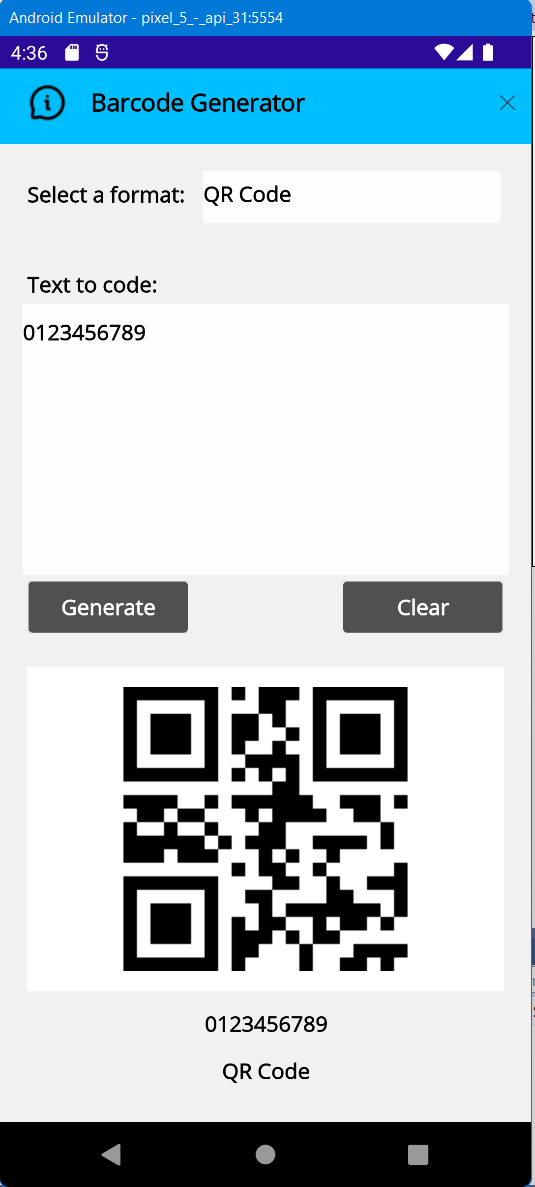 Android Emulator - pixel_5_-_api_31:5554
4:36
Barcode Generator
Select a format: QR Code
Text to code:
0123456789
Generate Clear
0123456789
QR Code